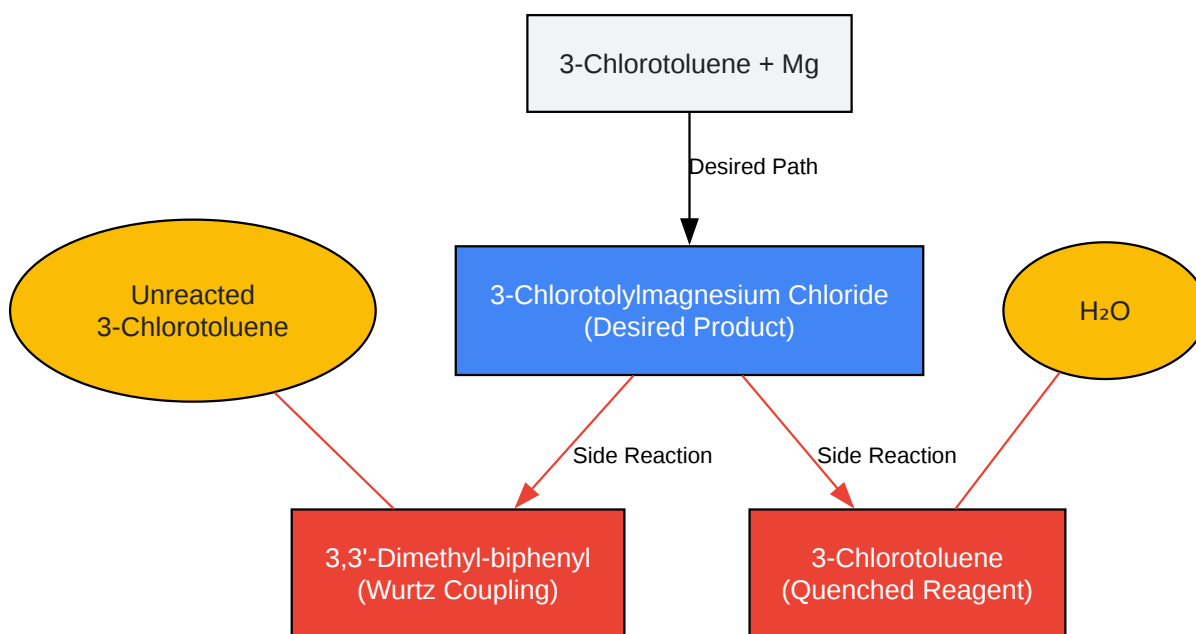 3-Chlorotoluene + Mg
Desired Path
Unreacted
3-Chlorotoluene
3-Chlorotolylmagnesium Chloride
(Desired Product)
H₂O
Side Reaction
Side Reaction
3,3'-Dimethyl-biphenyl
(Wurtz Coupling)
3-Chlorotoluene
(Quenched Reagent)